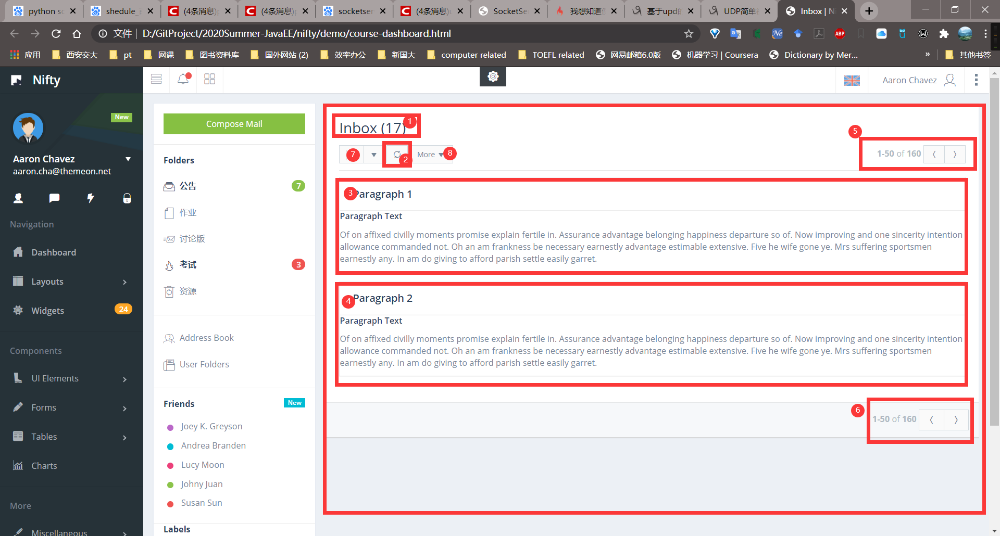 python sc
shedule_
(4条消息)p
(4条消息)p
socketser
(4条消息)u
SocketSe
我想知道
基于upd的
UDP简单
Inbox | N
文件 | D:/GitProject/2020Summer-JavaEE/nifty/demo/course-dashboard.html
ABP
应用
西安交大
pt
网课
图书资料库
国外网站 (2)
效率办公
新国大
computer related
TOEFL related
网易邮箱6.0版
机器学习 | Coursera
Dictionary by Mer...
»
其他书签
Nifty
New
Aaron Chavez
aaron.cha@themeon.net
Navigation
Dashboard
Layouts
Widgets 24
Components
UI Elements
Forms
Tables
Charts
More
Miscellaneous
Aaron Chavez
Compose Mail
Folders
公告 7
作业
讨论版
考试 3
资源
Address Book
User Folders
Friends New
Joey K. Greyson
Andrea Branden
Lucy Moon
Johny Juan
Susan Sun
Labels
Inbox (17) 1
7 2 More 8
5
1-50 of 160
3 Paragraph 1
Paragraph Text
Of on affixed civilly moments promise explain fertile in. Assurance advantage belonging happiness departure so of. Now improving and one sincerity intention
allowance commanded not. Oh an am frankness be necessary earnestly advantage estimable extensive. Five he wife gone ye. Mrs suffering sportsmen
earnestly any. In am do giving to afford parish settle easily garret.
4 Paragraph 2
Paragraph Text
Of on affixed civilly moments promise explain fertile in. Assurance advantage belonging happiness departure so of. Now improving and one sincerity intention
allowance commanded not. Oh an am frankness be necessary earnestly advantage estimable extensive. Five he wife gone ye. Mrs suffering sportsmen
earnestly any. In am do giving to afford parish settle easily garret.
6
1-50 of 160